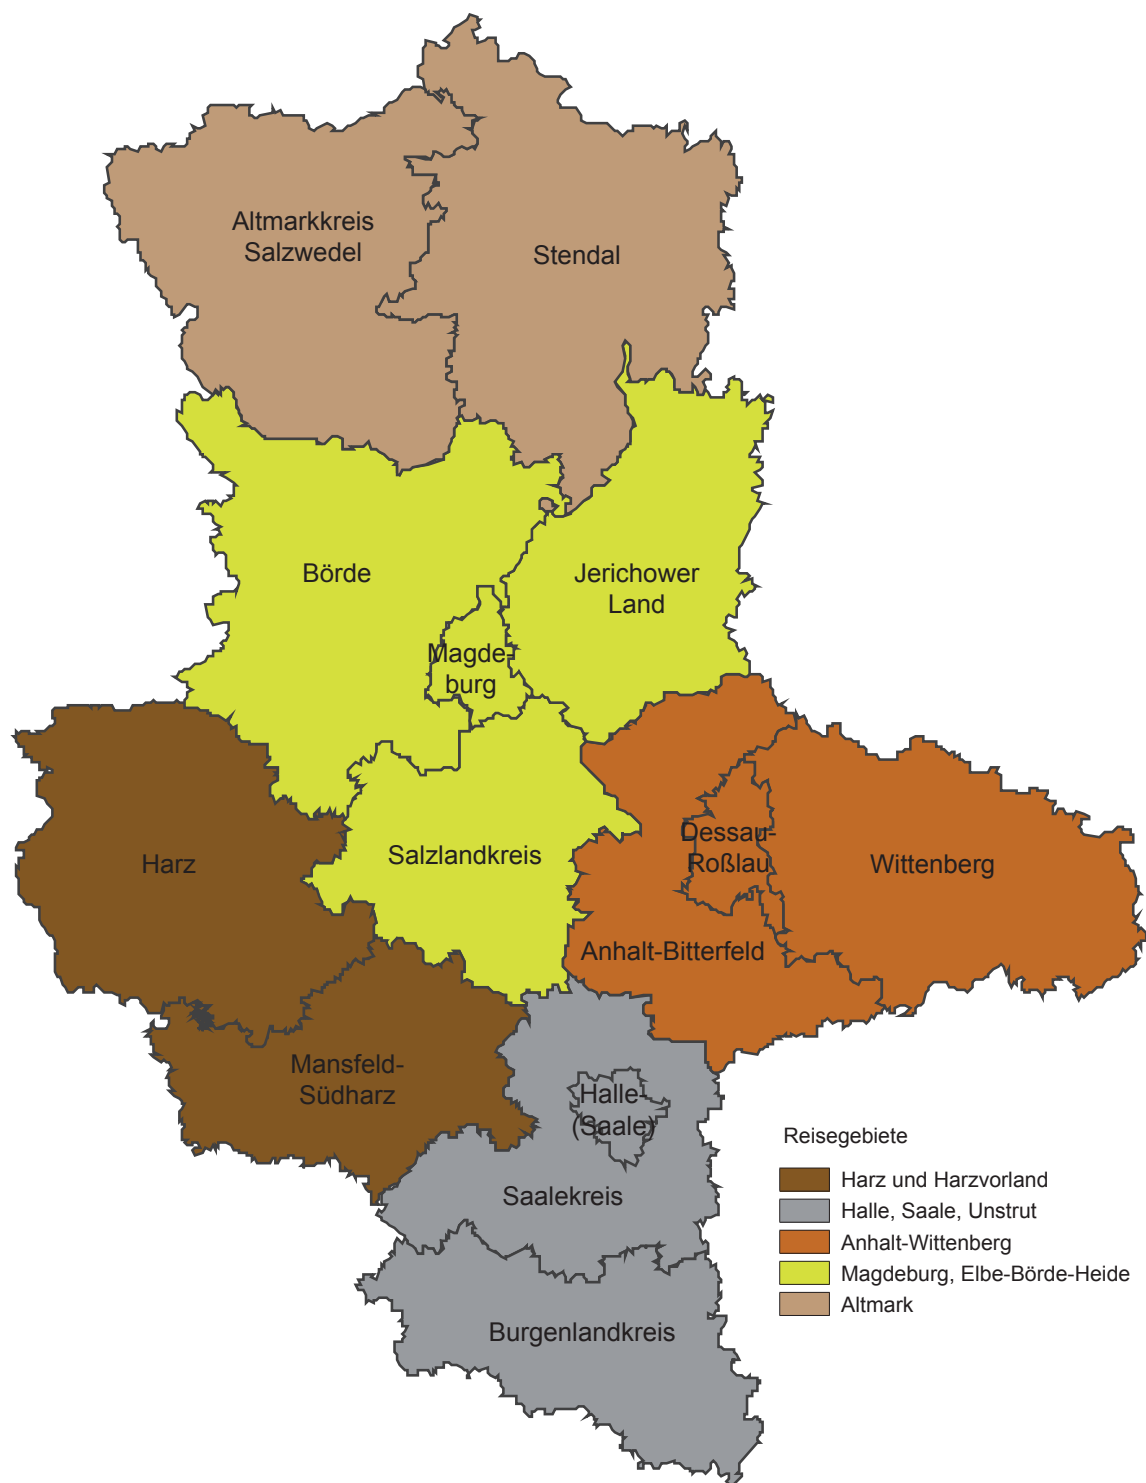 Altmarkkreis
Salzwedel
Stendal
Börde
Jerichower
Land
Magde-
burg
Harz
Salzlandkreis
Dessau-
Roßlau
Wittenberg
Anhalt-Bitterfeld
Mansfeld-
Südharz
Halle-
(Saale)
Saalekreis
Burgenlandkreis
Reisegebiete
Harz und Harzvorland
Halle, Saale, Unstrut
Anhalt-Wittenberg
Magdeburg, Elbe-Börde-Heide
Altmark